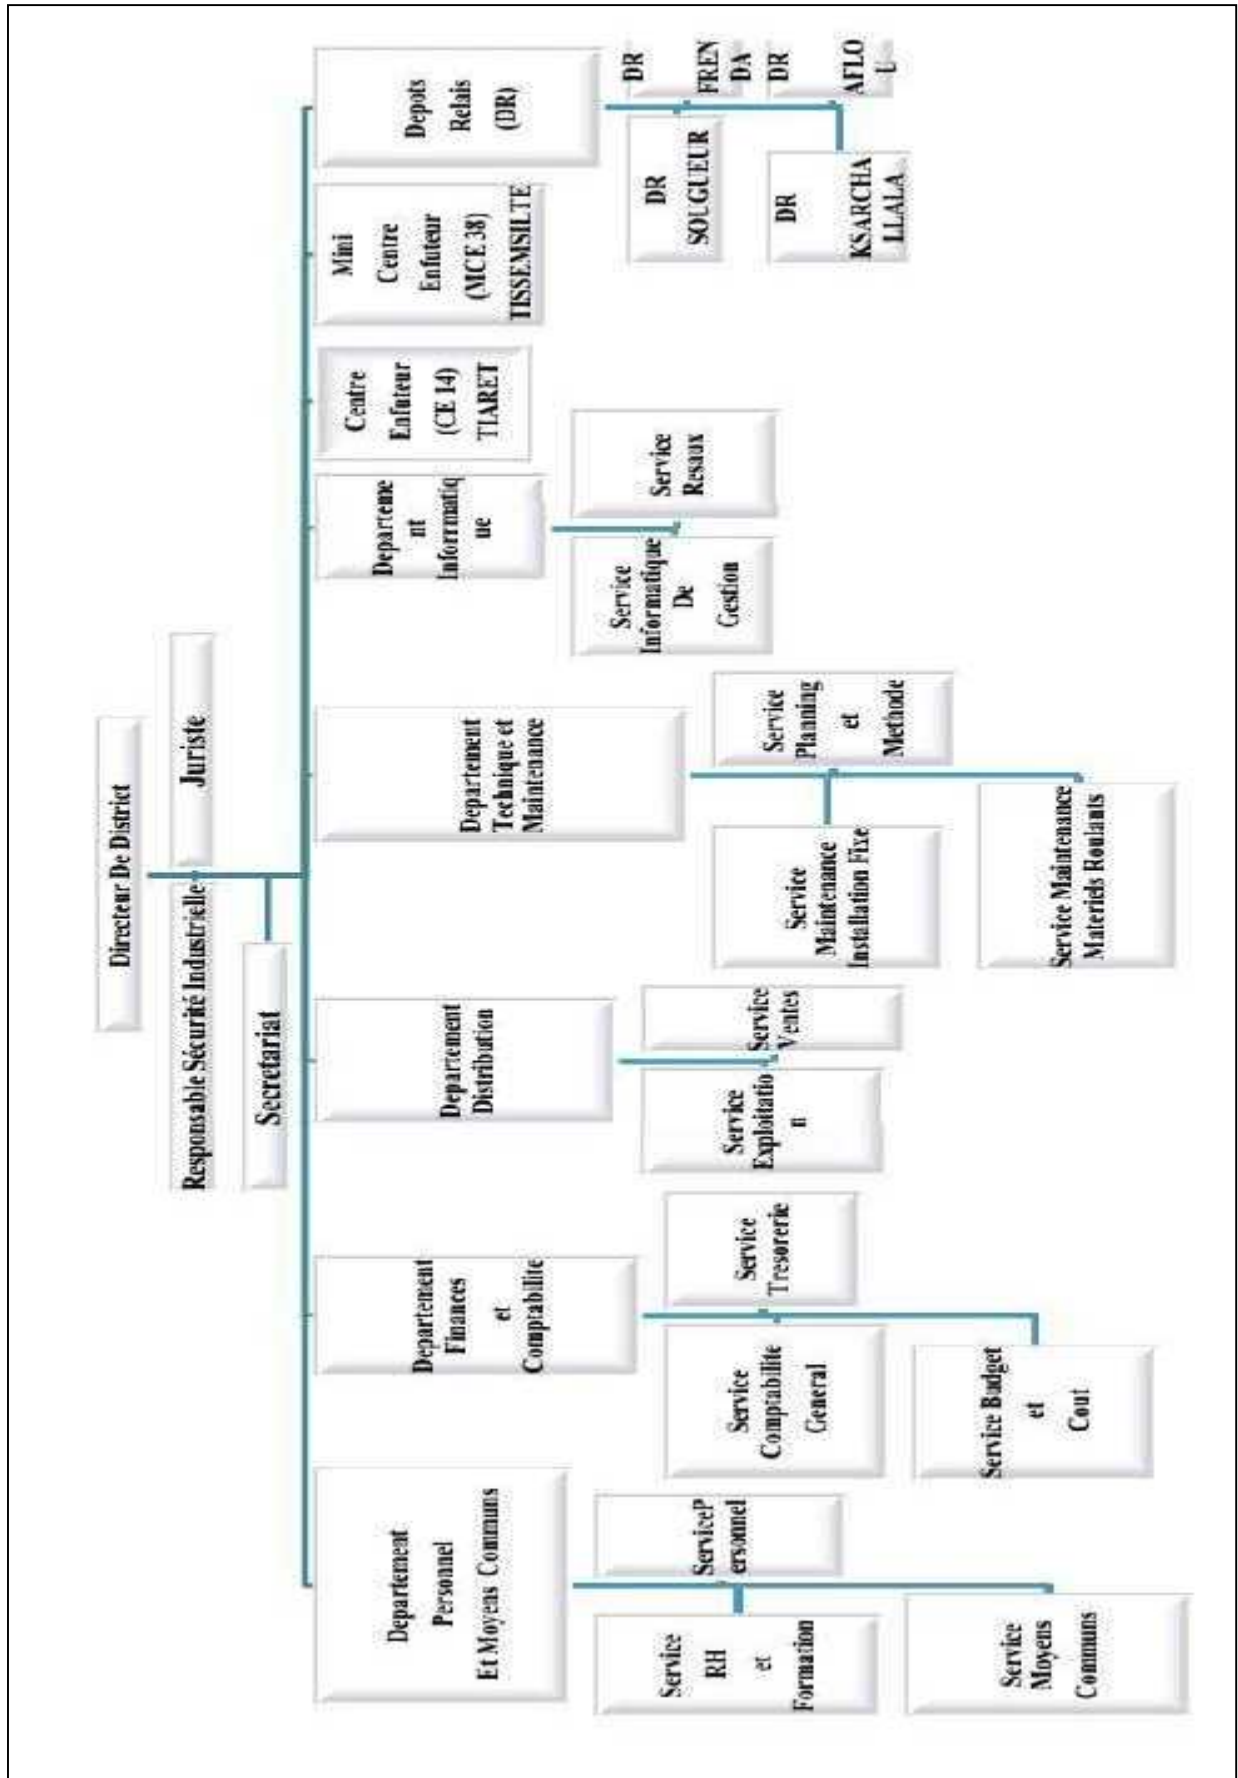 Directeur De District
Responsable Sécurité Industrielle
Juriste
Secretariat
Departement
Personnel
Et Moyens Communs
Service
RH
et
Formation
ServiceP
ersonnel
Service
Moyens
Communs
Departement
Finances
et
Comptabilite
Service
Comptabilite
General
Service
Tresorerie
Service Budget
et
Cout
Departement
Distribution
Service
Exploitatio
n
Service
Ventes
Departement
Technique et
Maintenance
Service
Maintenance
Installation Fixe
Service
Planning
et
Methode
Service Maintenance
Materiels Roulants
Departeme
nt
Informatiq
ue
Service
Informatique
De
Gestion
Service
Resaux
Centre
Enfuteur
(CE 14)
TIARET
Mini
Centre
Enfuteur
(MCE 38)
TISSEMSILTE
Depots
Relais
(DR)
DR
SOUGUEUR
DR
FREN
DA
DR
KSARCHA
LLALA
DR
AFLO
U